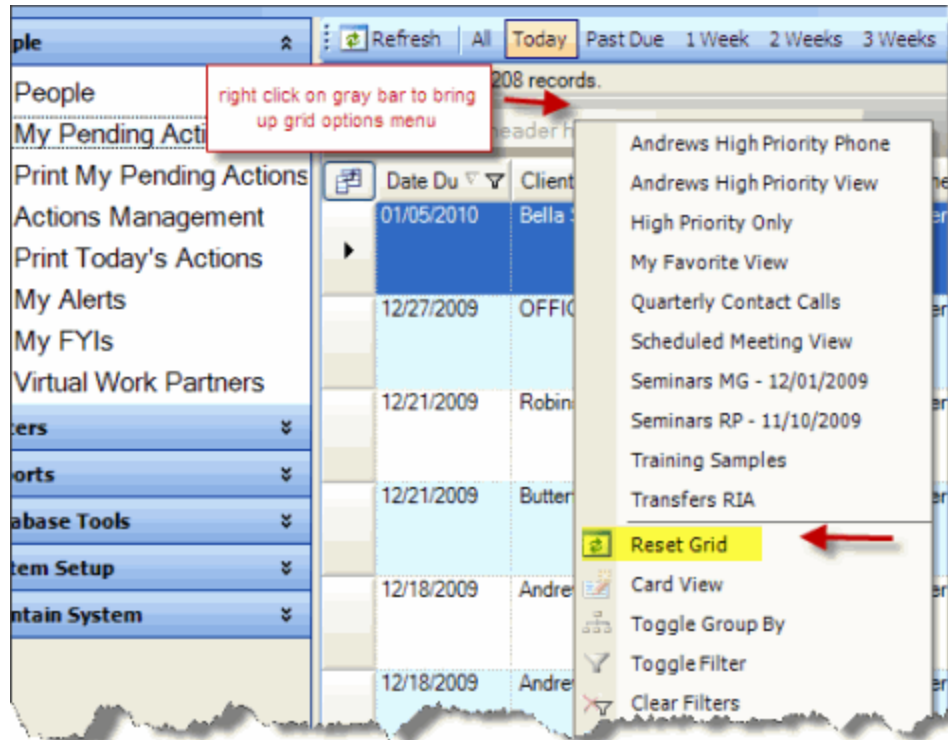 ple
Refresh All Today Past Due 1 Week 2 Weeks 3 Weeks
208 records.
right click on gray bar to bring
up grid options menu
People
My Pending Acti
Print My Pending Actions
Actions Management
Print Today's Actions
My Alerts
My FYIs
Virtual Work Partners
ters
orts
abase Tools
tem Setup
ntain System
eader h
Date Du Client
01/05/2010 Bella S
12/27/2009 OFFIC
12/21/2009 Robin
12/21/2009 Butter
12/18/2009 Andre
12/18/2009 Andre
Andrews High Priority Phone
Andrews High Priority View
High Priority Only
My Favorite View
Quarterly Contact Calls
Scheduled Meeting View
Seminars MG - 12/01/2009
Seminars RP - 11/10/2009
Training Samples
Transfers RIA
Reset Grid
Card View
Toggle Group By
Toggle Filter
Clear Filters